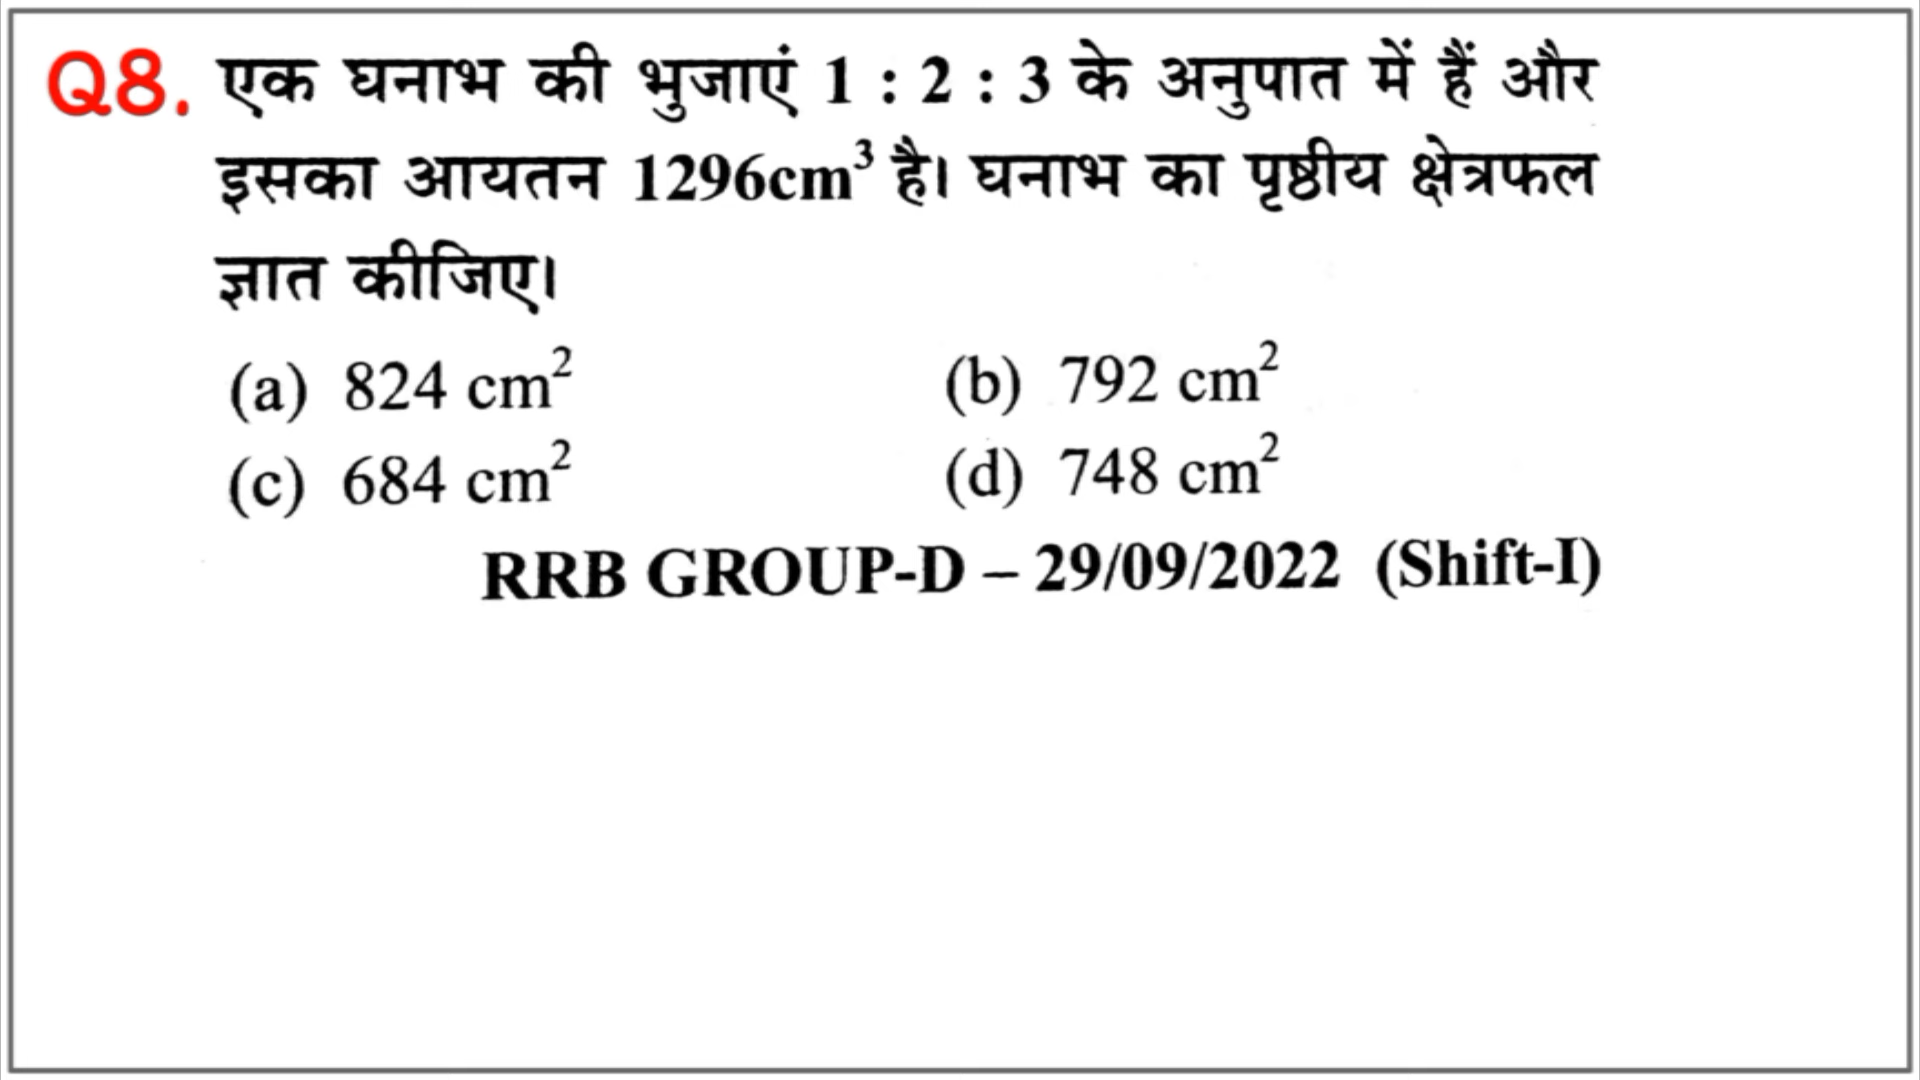 Q8. एक घनाभ की भुजाएं 1 : 2 : 3 के अनुपात में हैं और
इसका आयतन 1296cm³ है। घनाभ का पृष्ठीय क्षेत्रफल
ज्ञात कीजिए।
(a) 824 cm² (b) 792 cm²
(c) 684 cm² (d) 748 cm²
RRB GROUP-D – 29/09/2022 (Shift-I)